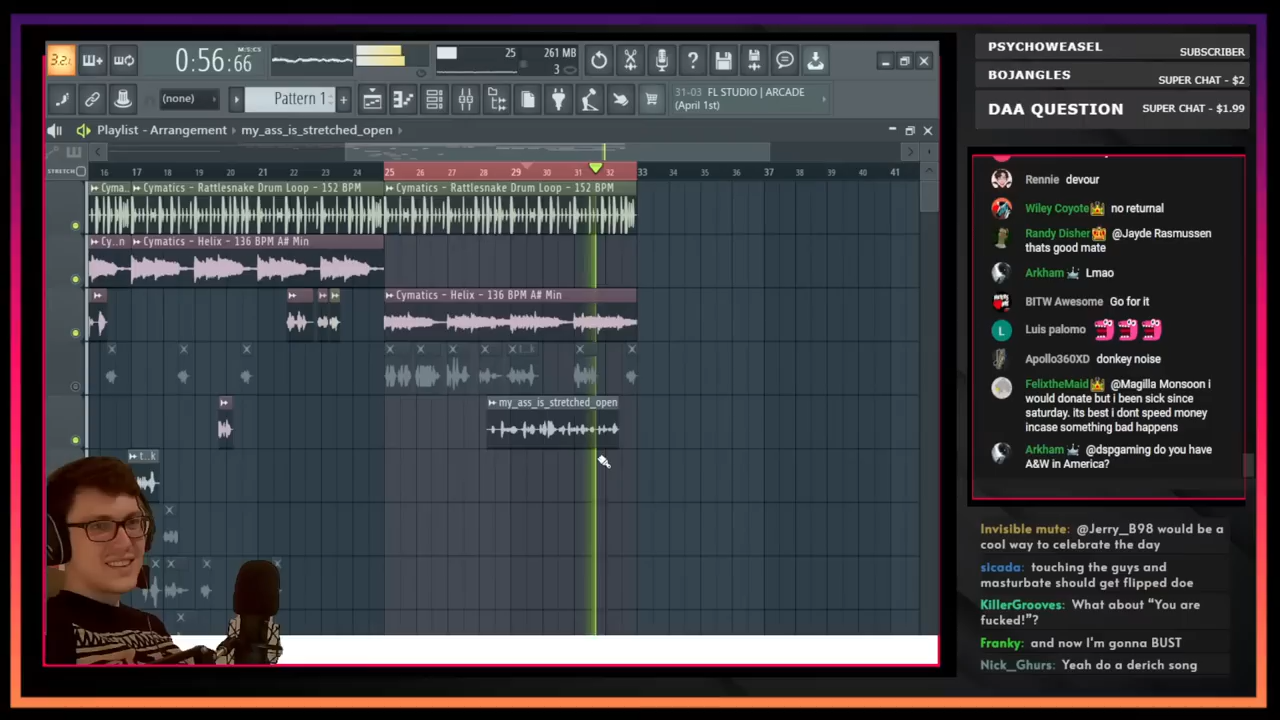 PSYCHOWEASEL SUBSCRIBER
BOJANGLES SUPER CHAT - $2
DAA QUESTION SUPER CHAT - $1.99
3.2: 0:56:66 M:S:CS 25 261 MB
3
(none) Pattern 1 + 31-03 FL STUDIO | ARCADE
(April 1st)
Playlist - Arrangement my_ass_is_stretched_open
STRETCH 16 17 18 19 20 21 22 23 24 25 26 27 28 29 30 31 32 33 34 35 36 37 38 39 40 41
Cyma.. Cymatics - Rattlesnake Drum Loop - 152 BPM Cymatics - Rattlesnake Drum Loop - 152 BPM
Cy..n Cymatics - Helix - 136 BPM A# Min
Cymatics - Helix - 136 BPM A# Min
my_ass_is_stretched_open
t...k
Rennie devour
Wiley Coyote no returnal
Randy Disher @Jayde Rasmussen
thats good mate
Arkham Lmao
BITW Awesome Go for it
L Luis palomo
Apollo360XD donkey noise
FelixtheMaid @Magilla Monsoon i
would donate but i been sick since
saturday. its best i dont speed money
incase something bad happens
Arkham @dspgaming do you have
A&W in America?
Invisible mute: @Jerry_B98 would be a
cool way to celebrate the day
sicada: touching the guys and
masturbate should get flipped doe
KillerGrooves: What about “You are
fucked!”?
Franky: and now I'm gonna BUST
Nick_Ghurs: Yeah do a derich song